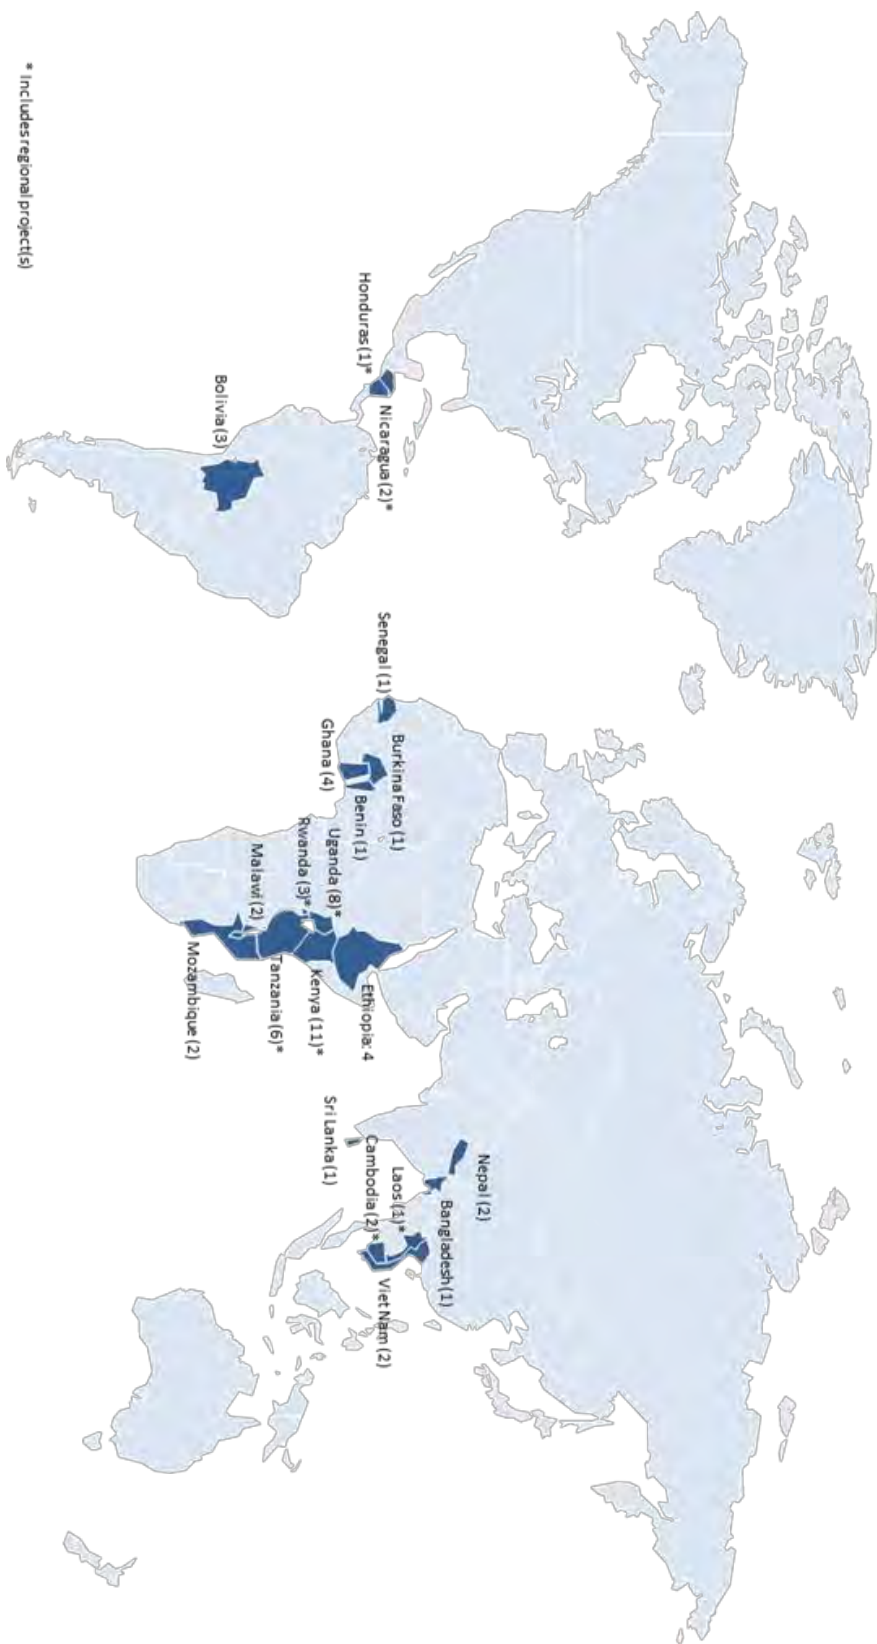 Honduras (1)*
Nicaragua (2)*
Bolivia (3)
Senegal (1)
Burkina Faso (1)
Ghana (4)
Benin (1)
Uganda (8)*
Rwanda (3)*
Malawi (2)
Ethiopia: 4
Kenya (11)*
Tanzania (6)*
Mozambique (2)
Nepal (2)
Bangladesh (1)
Laos (1)*
Cambodia (2)*
Viet Nam (2)
Sri Lanka (1)
* Includes regional project(s)